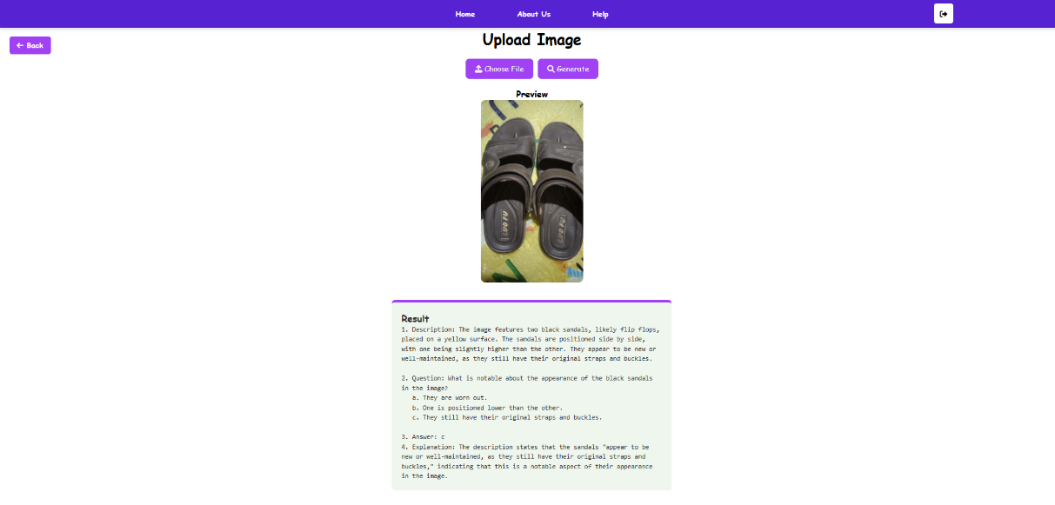 Home About Us Help
← Back
Upload Image
Choose File Generate
Preview
Result
1. Description: The image features two black sandals, likely flip flops,
placed on a yellow surface. The sandals are positioned side by side,
with one being slightly higher than the other. They appear to be new or
well-maintained, as they still have their original straps and buckles.
2. Question: What is notable about the appearance of the black sandals
in the image?
a. They are worn out.
b. One is positioned lower than the other.
c. They still have their original straps and buckles.
3. Answer: c
4. Explanation: The description states that the sandals "appear to be
new or well-maintained, as they still have their original straps and
buckles," indicating that this is a notable aspect of their appearance
in the image.